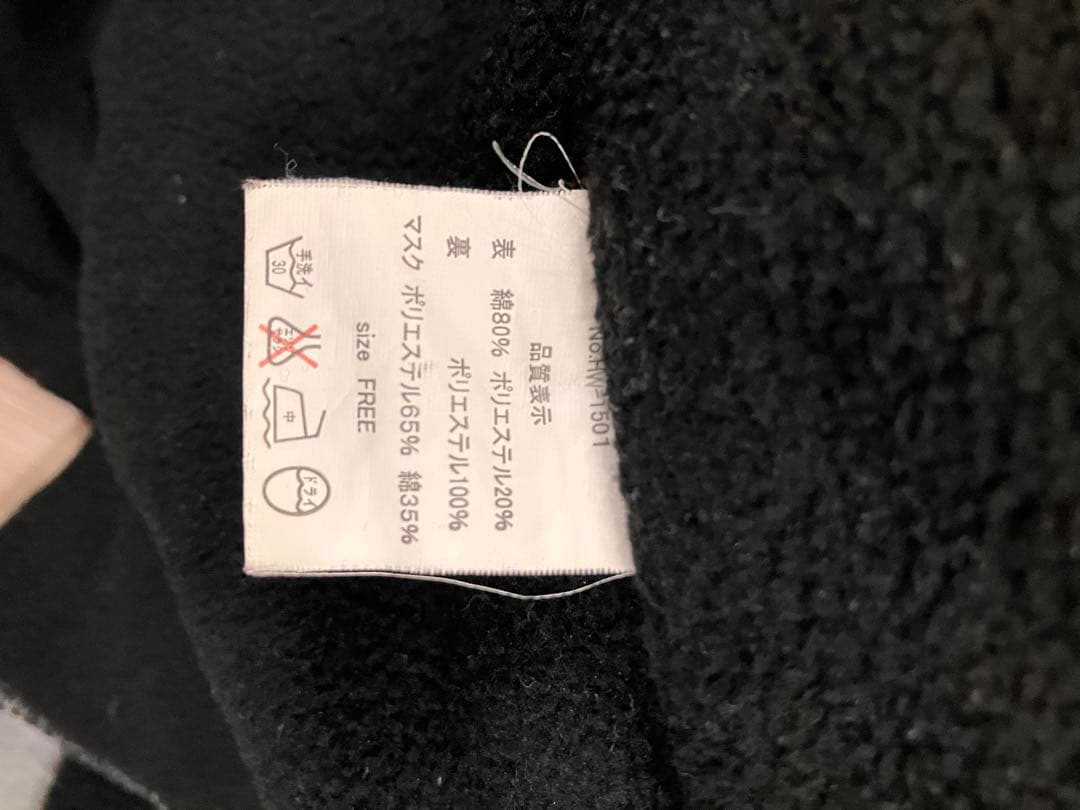 No.HW-1501
品質表示
表 綿80% ポリエステル20%
裏 ポリエステル100%
マスク ポリエステル65% 綿35%
size FREE
手洗イ
30
中
ドライ